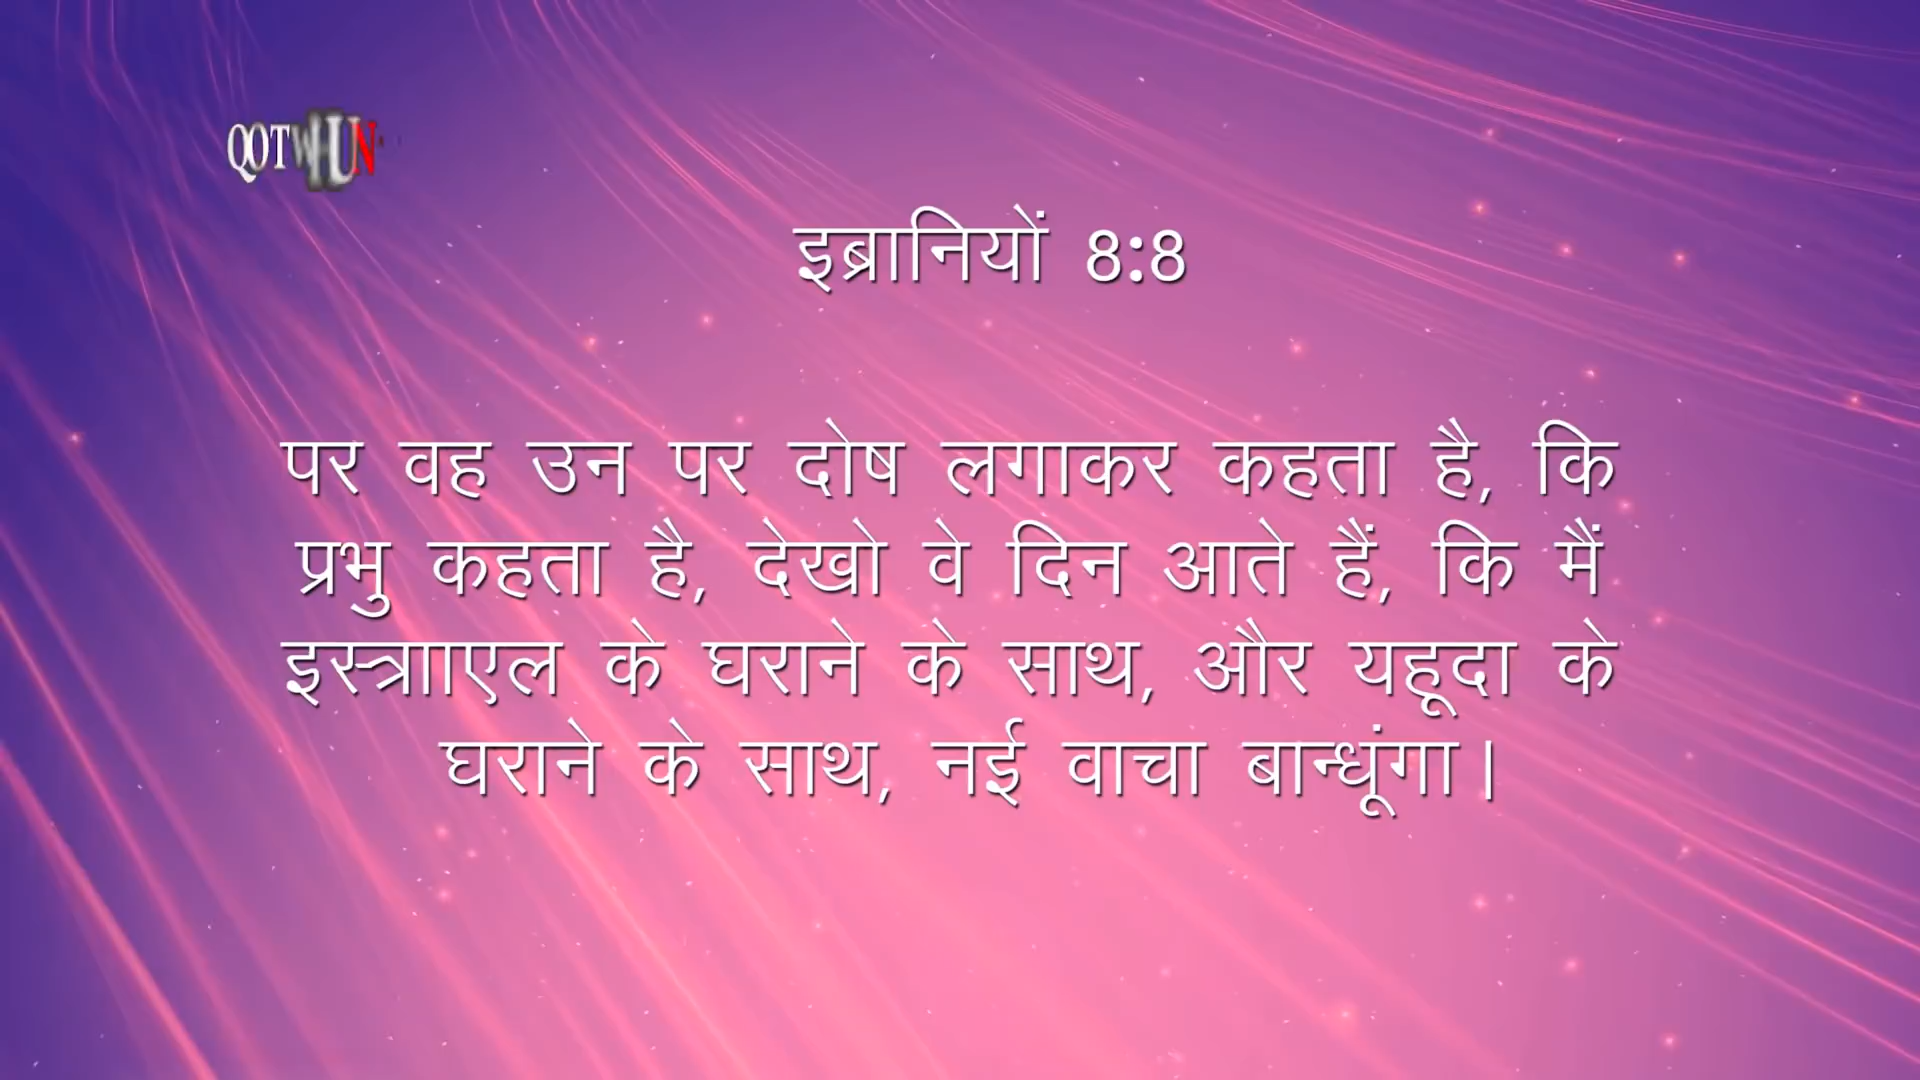 QOTWHUN
इब्रानियों 8:8
पर वह उन पर दोष लगाकर कहता है, कि
प्रभु कहता है, देखो वे दिन आते हैं, कि मैं
इस्त्राएल के घराने के साथ, और यहूदा के
घराने के साथ, नई वाचा बान्धूंगा।